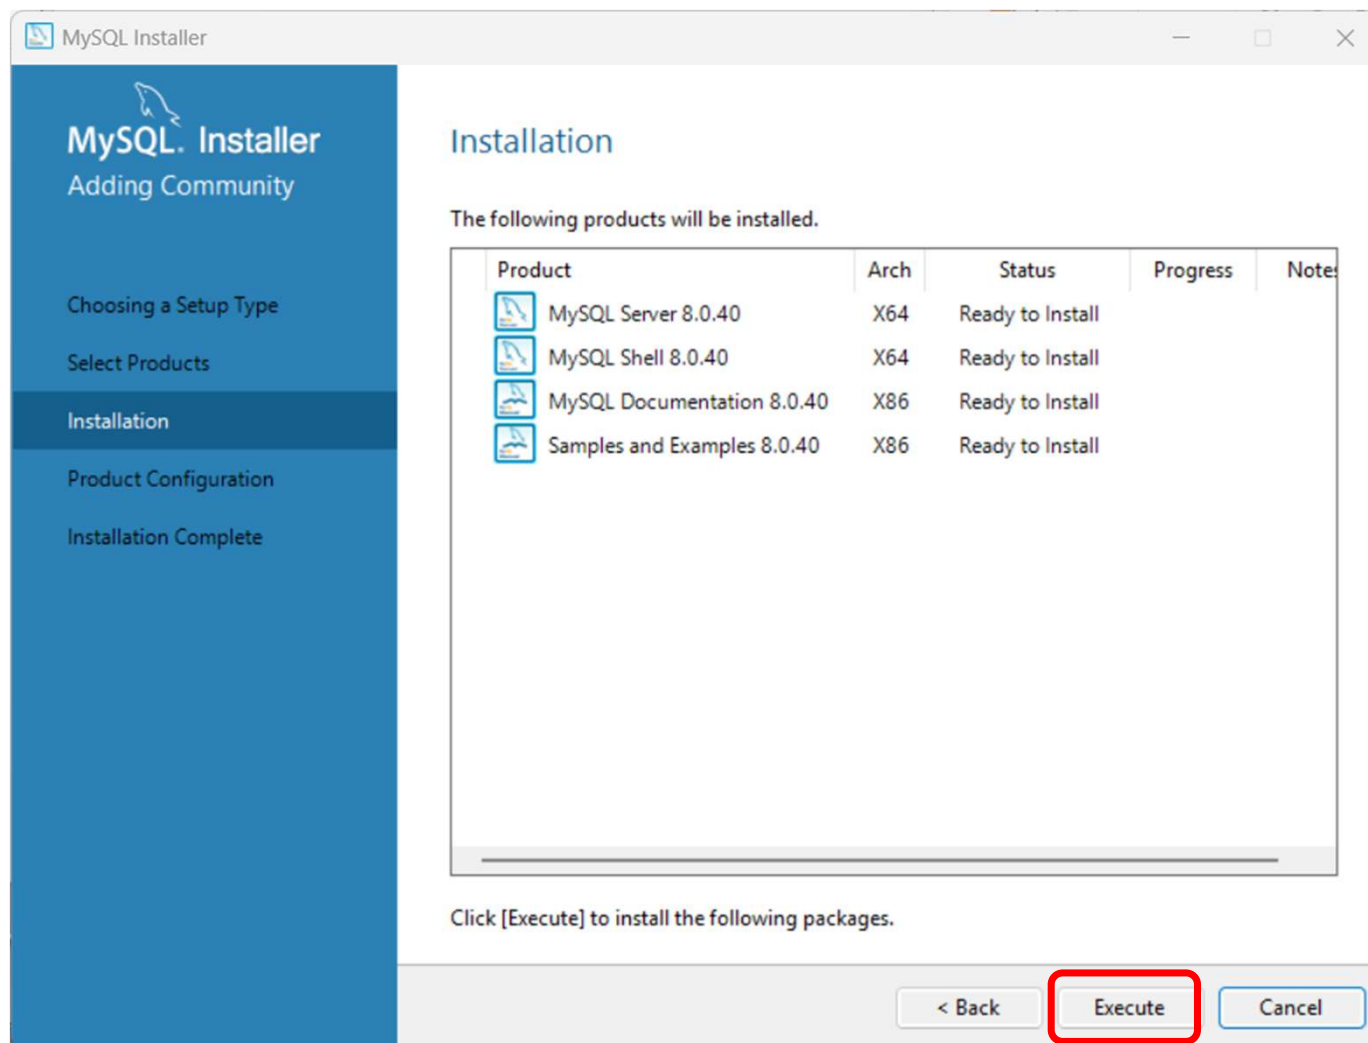 MySQL Installer
MySQL. Installer
Adding Community
Choosing a Setup Type
Select Products
Installation
Product Configuration
Installation Complete
Installation
The following products will be installed.
Product Arch Status Progress Notes
MySQL Server 8.0.40 X64 Ready to Install
MySQL Shell 8.0.40 X64 Ready to Install
MySQL Documentation 8.0.40 X86 Ready to Install
Samples and Examples 8.0.40 X86 Ready to Install
Click [Execute] to install the following packages.
< Back Execute Cancel